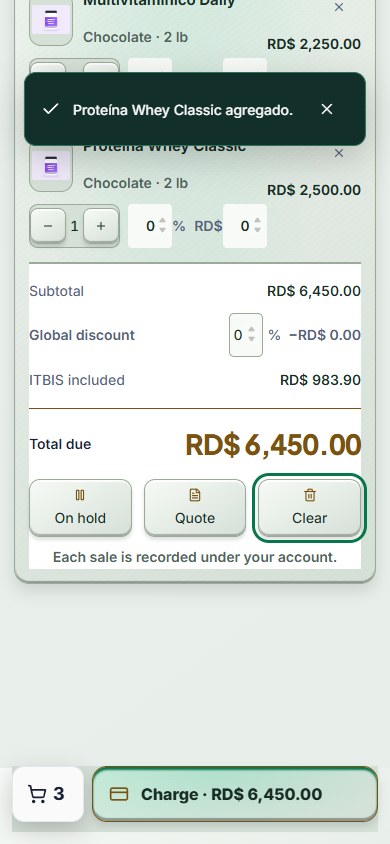 Multivitamínico Daily
Chocolate · 2 lb
RD$ 2,250.00
Proteína Whey Classic agregado.
Proteína Whey Classic
Chocolate · 2 lb
RD$ 2,500.00
− 1 + 0 % RD$ 0
Subtotal RD$ 6,450.00
Global discount 0 % −RD$ 0.00
ITBIS included RD$ 983.90
Total due RD$ 6,450.00
On hold Quote Clear
Each sale is recorded under your account.
3 Charge · RD$ 6,450.00